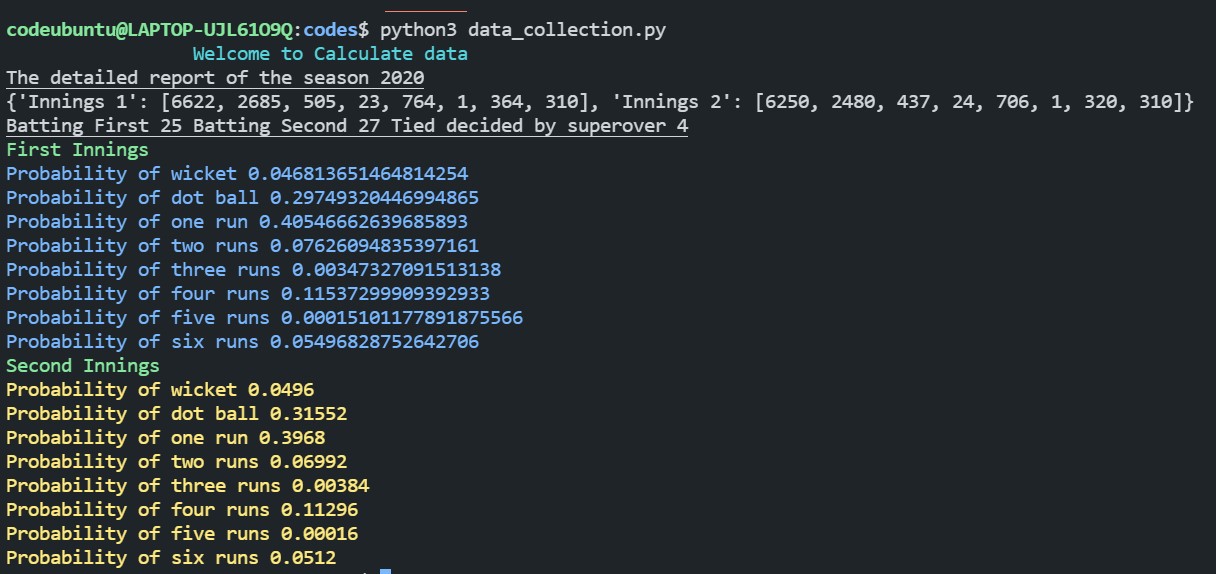 codeubuntu@LAPTOP-UJL61O9Q:codes$ python3 data_collection.py
Welcome to Calculate data
The detailed report of the season 2020
{'Innings 1': [6622, 2685, 505, 23, 764, 1, 364, 310], 'Innings 2': [6250, 2480, 437, 24, 706, 1, 320, 310]}
Batting First 25 Batting Second 27 Tied decided by superover 4
First Innings
Probability of wicket 0.046813651464814254
Probability of dot ball 0.29749320446994865
Probability of one run 0.40546662639685893
Probability of two runs 0.07626094835397161
Probability of three runs 0.00347327091513138
Probability of four runs 0.11537299909392933
Probability of five runs 0.00015101177891875566
Probability of six runs 0.05496828752642706
Second Innings
Probability of wicket 0.0496
Probability of dot ball 0.31552
Probability of one run 0.3968
Probability of two runs 0.06992
Probability of three runs 0.00384
Probability of four runs 0.11296
Probability of five runs 0.00016
Probability of six runs 0.0512